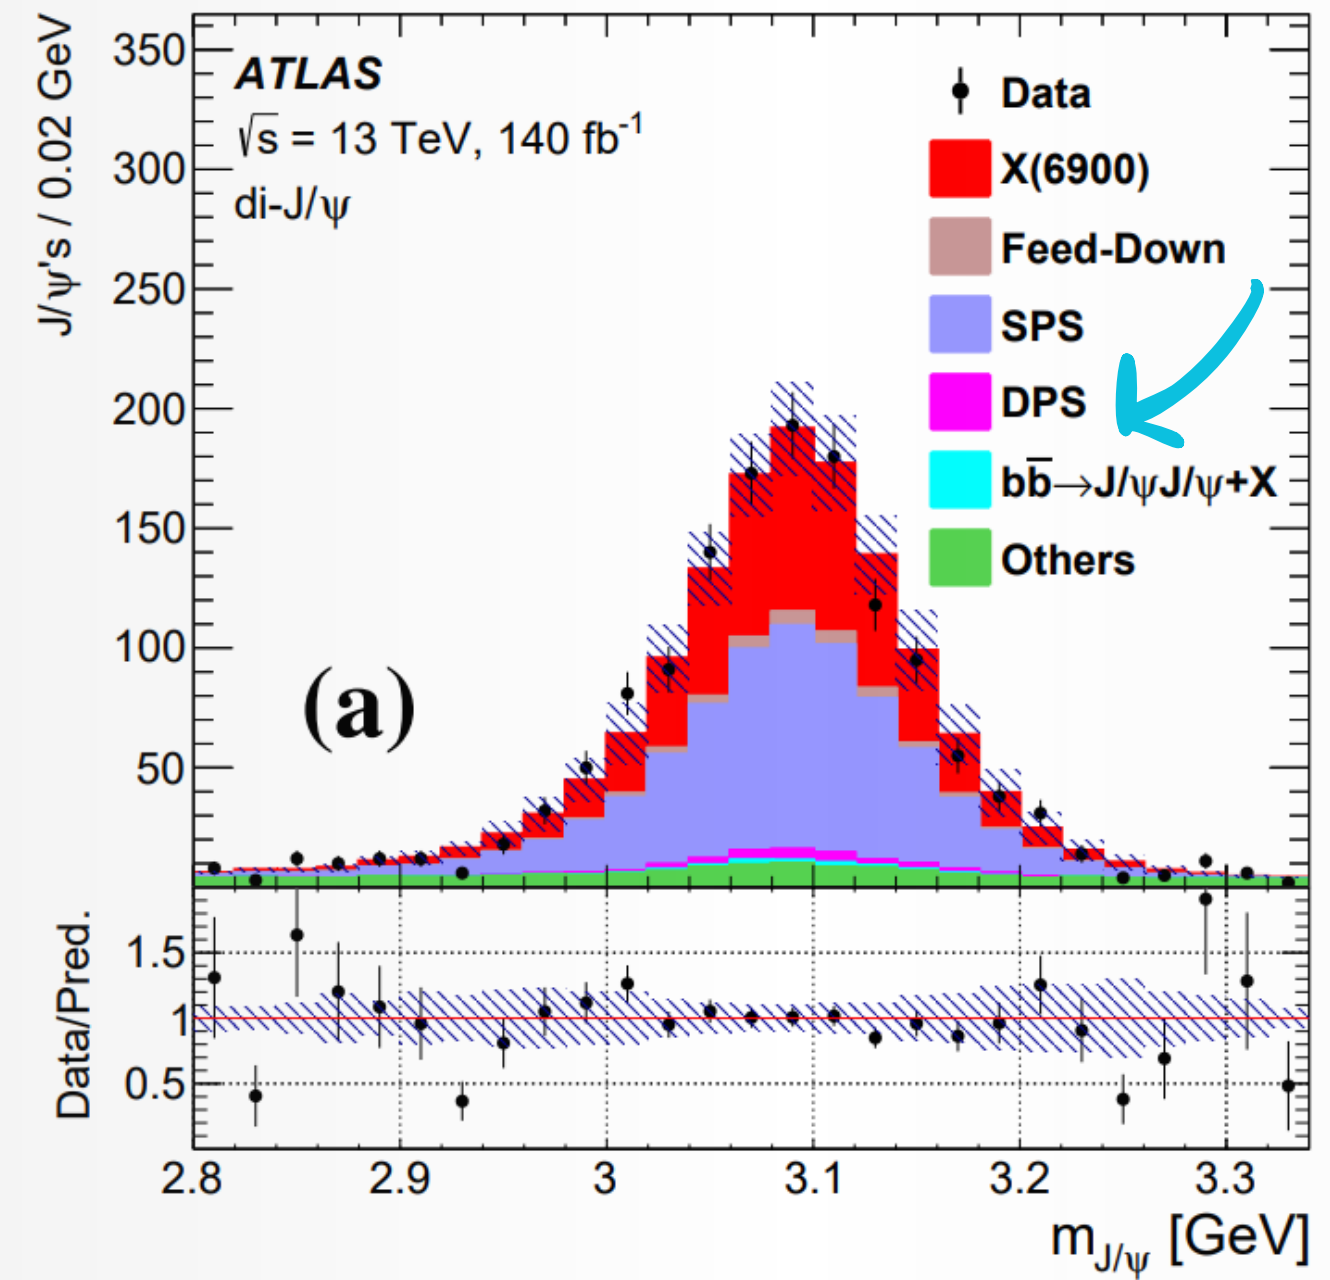 J/ψ's / 0.02 GeV
350
300
250
200
150
100
50
ATLAS
√s = 13 TeV, 140 fb⁻¹
di-J/ψ
Data
X(6900)
Feed-Down
SPS
DPS
bb̅→J/ψJ/ψ+X
Others
(a)
Data/Pred.
1.5
1
0.5
2.8 2.9 3 3.1 3.2 3.3
m_{J/ψ} [GeV]